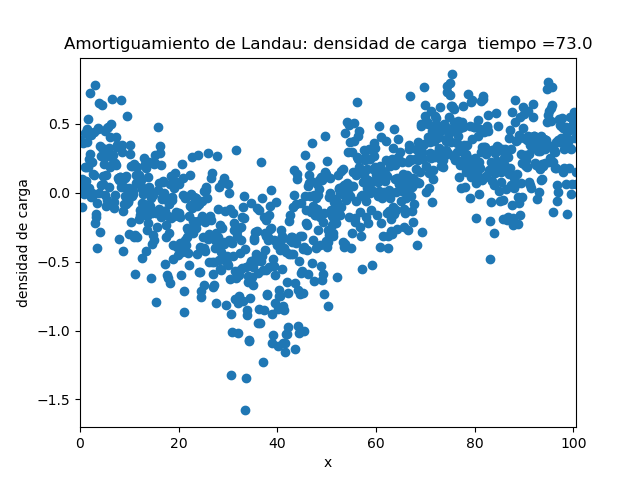 Amortiguamiento de Landau: densidad de carga  tiempo =73.0
densidad de carga
0.5
0.0
−0.5
−1.0
−1.5
0 20 40 60 80 100
x